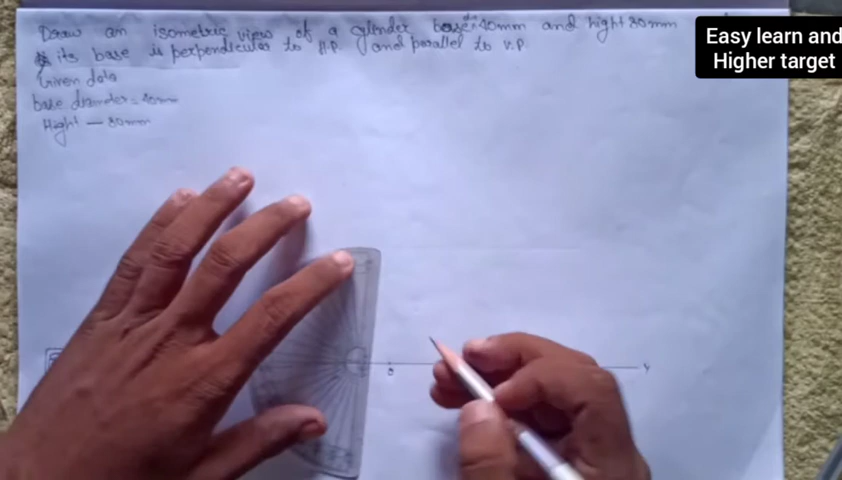 Draw an isometric view of a cylinder base dia 40mm and hight 80mm
its base is perpendicular to H.P. and parallel to V.P.
Given data
base diameter = 40mm
Hight — 80mm
Easy learn and
Higher target
o
Y